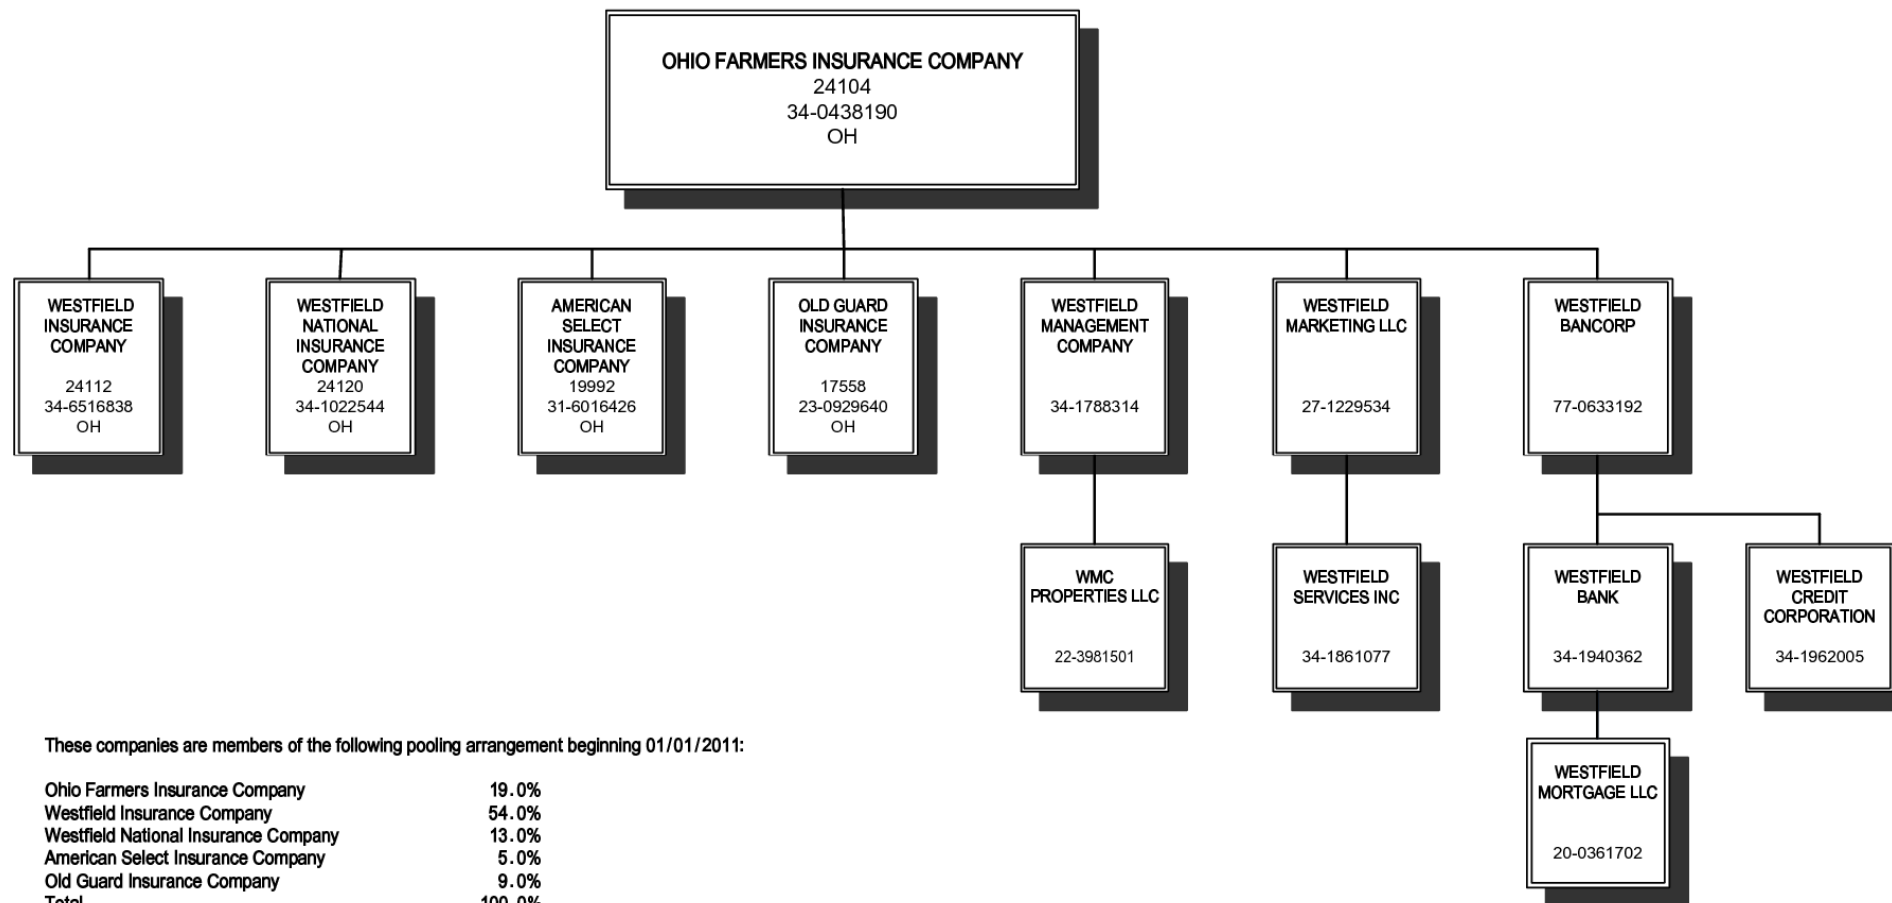 OHIO FARMERS INSURANCE COMPANY
24104
34-0438190
OH
WESTFIELD
INSURANCE
COMPANY
24112
34-6516838
OH
WESTFIELD
NATIONAL
INSURANCE
COMPANY
24120
34-1022544
OH
AMERICAN
SELECT
INSURANCE
COMPANY
19992
31-6016426
OH
OLD GUARD
INSURANCE
COMPANY
17558
23-0929640
OH
WESTFIELD
MANAGEMENT
COMPANY
34-1788314
WESTFIELD
MARKETING LLC
27-1229534
WESTFIELD
BANCORP
77-0633192
WMC
PROPERTIES LLC
22-3981501
WESTFIELD
SERVICES INC
34-1861077
WESTFIELD
BANK
34-1940362
WESTFIELD
CREDIT
CORPORATION
34-1962005
WESTFIELD
MORTGAGE LLC
20-0361702
These companies are members of the following pooling arrangement beginning 01/01/2011:
Ohio Farmers Insurance Company 19.0%
Westfield Insurance Company 54.0%
Westfield National Insurance Company 13.0%
American Select Insurance Company 5.0%
Old Guard Insurance Company 9.0%
Total 100.0%